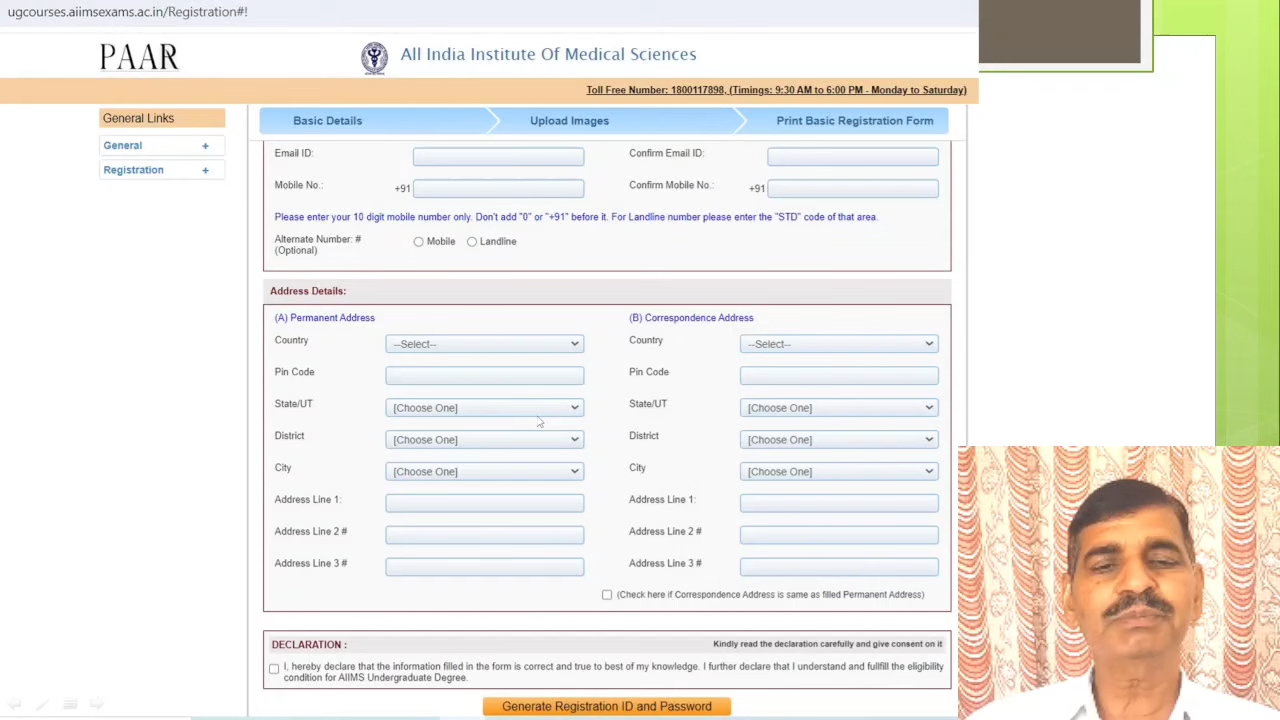 ugcourses.aiimsexams.ac.in/Registration#!
PAAR
All India Institute Of Medical Sciences
Toll Free Number: 1800117898, (Timings: 9:30 AM to 6:00 PM - Monday to Saturday)
General Links
General +
Registration +
Basic Details
Upload Images
Print Basic Registration Form
Email ID:
Confirm Email ID:
Mobile No.: +91
Confirm Mobile No.: +91
Please enter your 10 digit mobile number only. Don't add "0" or "+91" before it. For Landline number please enter the "STD" code of that area.
Alternate Number: #
(Optional)
Mobile
Landline
Address Details:
(A) Permanent Address
(B) Correspondence Address
Country --Select--
Country --Select--
Pin Code
Pin Code
State/UT [Choose One]
State/UT [Choose One]
District [Choose One]
District [Choose One]
City [Choose One]
City [Choose One]
Address Line 1:
Address Line 1:
Address Line 2 #
Address Line 2 #
Address Line 3 #
Address Line 3 #
(Check here if Correspondence Address is same as filled Permanent Address)
DECLARATION :
Kindly read the declaration carefully and give consent on it
I, hereby declare that the information filled in the form is correct and true to best of my knowledge. I further declare that I understand and fullfill the eligibility
condition for AIIMS Undergraduate Degree.
Generate Registration ID and Password